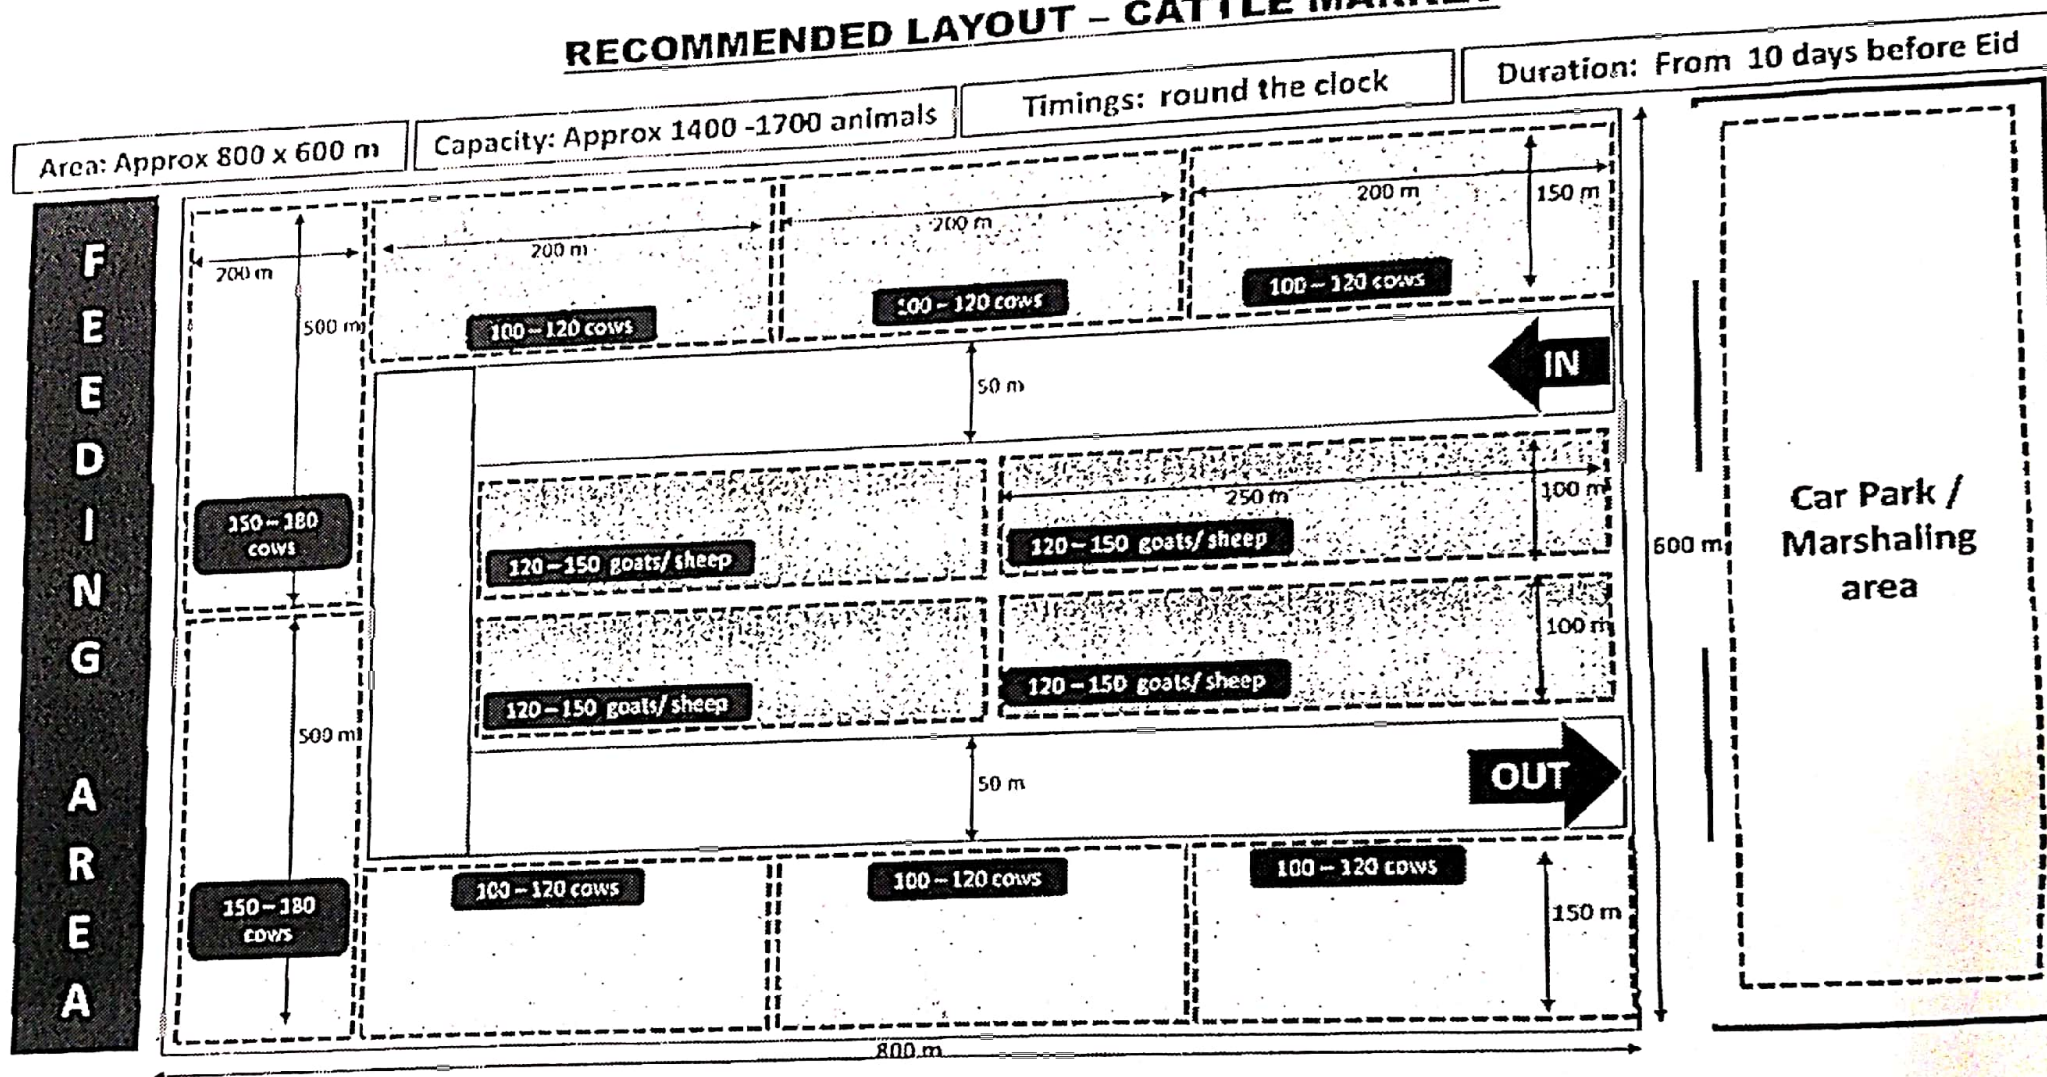 RECOMMENDED LAYOUT – CATTLE
Area: Approx 800 x 600 m
Capacity: Approx 1400 -1700 animals
Timings: round the clock
Duration: From 10 days before Eid
FEEDING AREA
200 m
500 m
150 – 180
cows
500 m
150 – 180
cows
200 m
100 – 120 cows
200 m
100 – 120 cows
200 m
150 m
100 – 120 cows
IN
50 m
120 – 150 goats/ sheep
250 m
100 m
120 – 150 goats/ sheep
120 – 150 goats/ sheep
100 m
120 – 150 goats/ sheep
50 m
OUT
100 – 120 cows
100 – 120 cows
100 – 120 cows
150 m
600 m
800 m
Car Park /
Marshaling
area